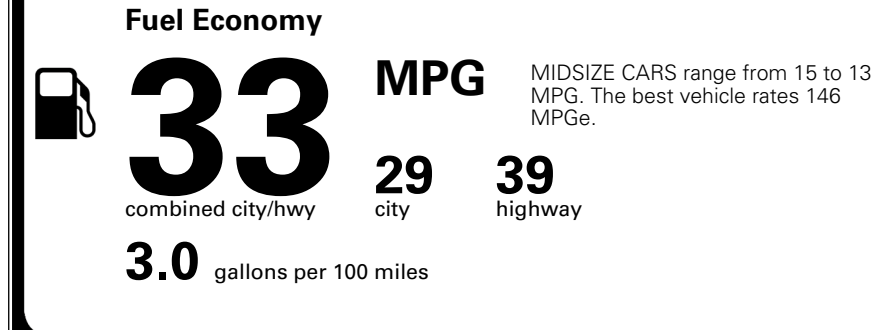 Fuel Economy
33 MPG
MIDSIZE CARS range from 15 to 13
MPG. The best vehicle rates 146
MPGe.
29 39
combined city/hwy city highway
3.0 gallons per 100 miles